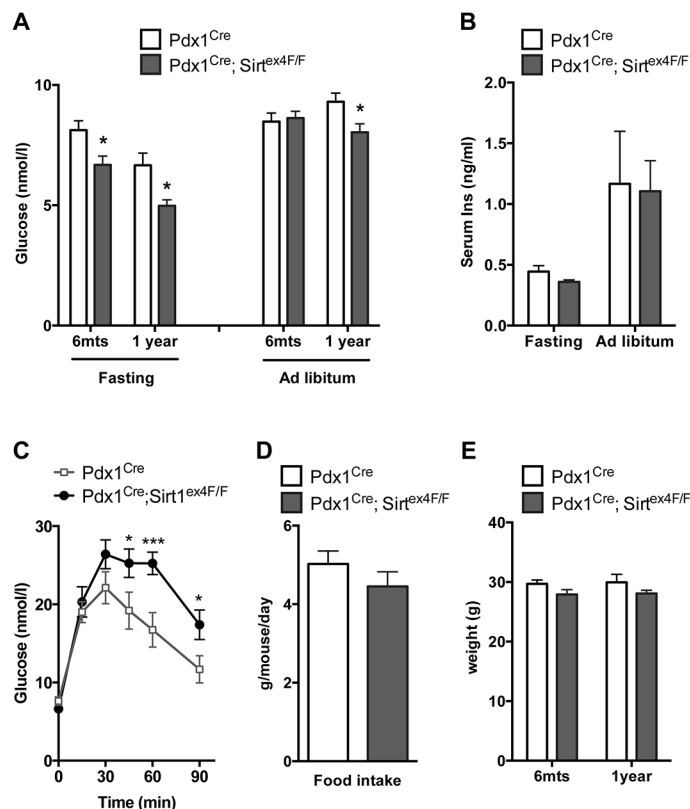 A
Pdx1Cre
Pdx1Cre; Sirtex4F/F
Glucose (nmol/l)
10
5
0
*
*
*
6mts 1 year 6mts 1 year
Fasting Ad libitum
B
Pdx1Cre
Pdx1Cre; Sirtex4F/F
Serum Ins (ng/ml)
2.0
1.5
1.0
0.5
0.0
Fasting Ad libitum
C
Pdx1Cre
Pdx1Cre;Sirt1ex4F/F
Glucose (nmol/l)
30
20
10
0
* *** *
0 30 60 90
Time (min)
D
Pdx1Cre
Pdx1Cre; Sirtex4F/F
g/mouse/day
6
4
2
0
Food intake
E
Pdx1Cre
Pdx1Cre; Sirtex4F/F
weight (g)
40
30
20
10
0
6mts 1year